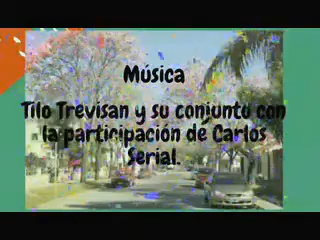 Música
Tilo Trevisan y su conjunto con
la participación de Carlos
Serial.